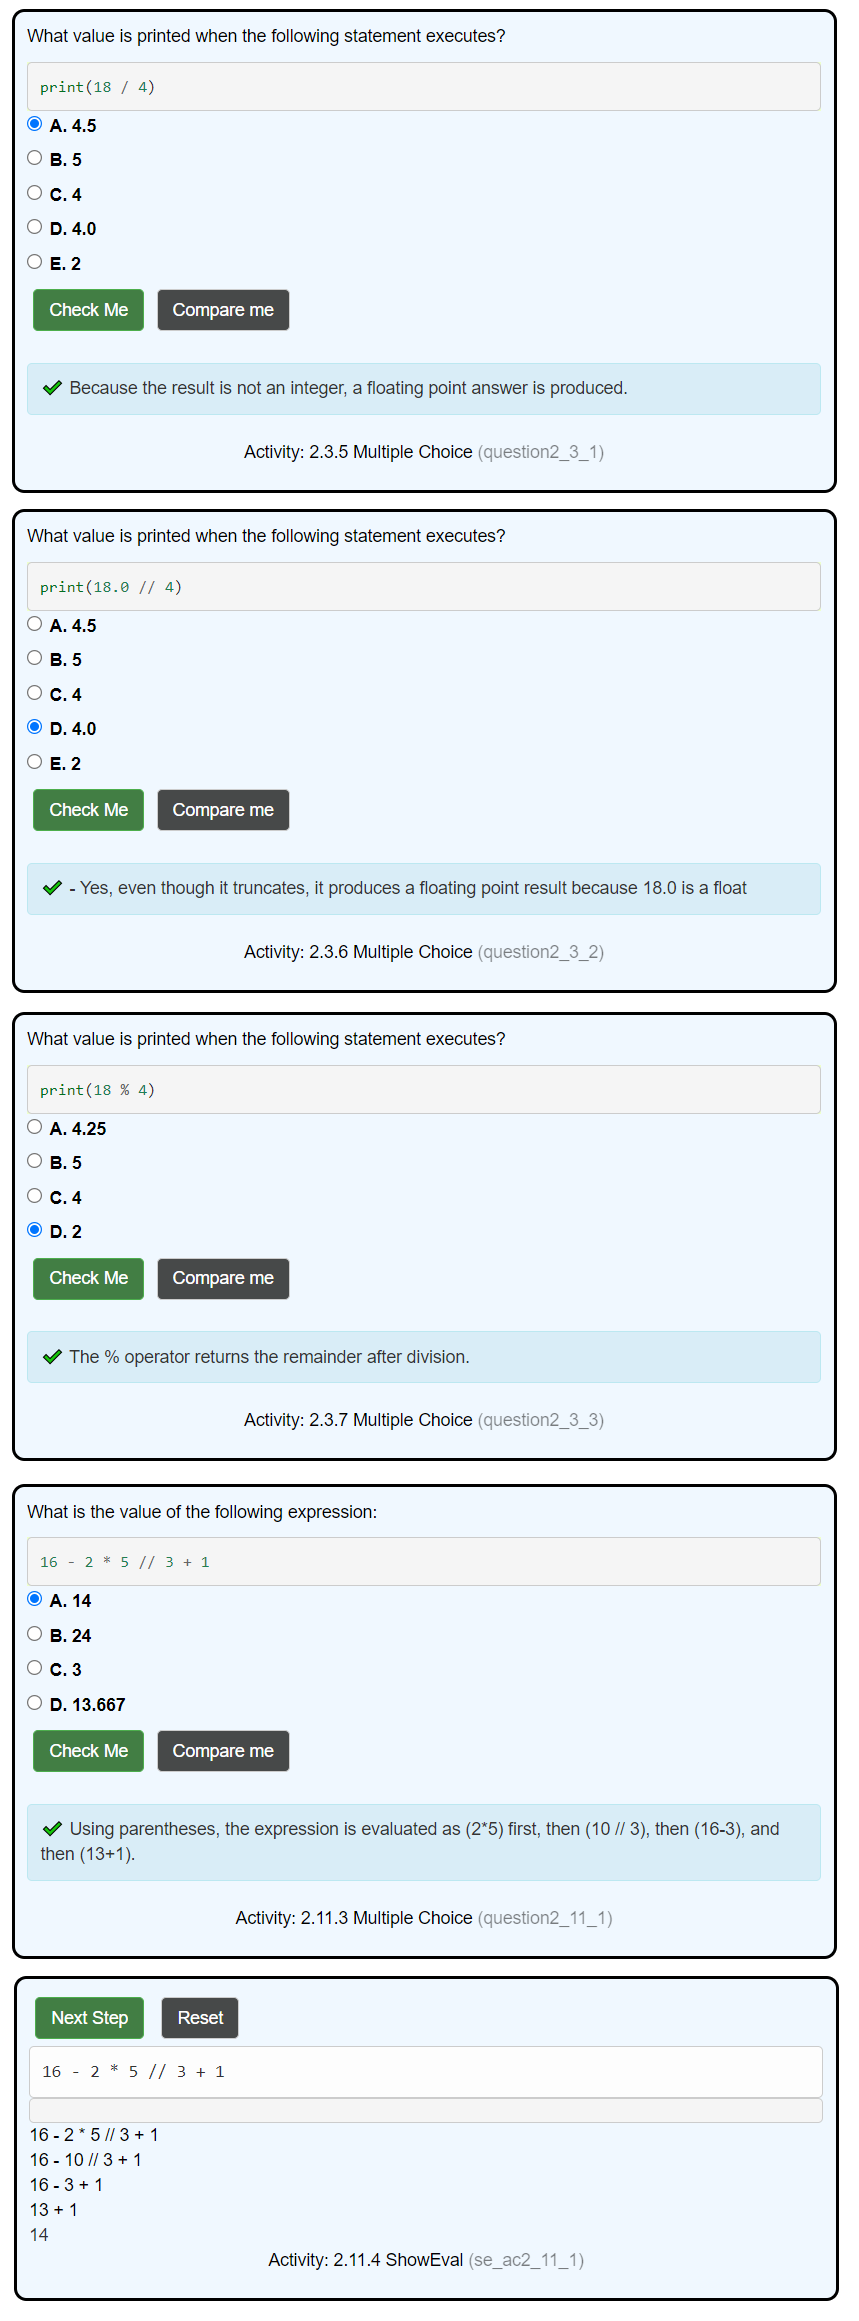 What value is printed when the following statement executes?
print(18 / 4)
A. 4.5
B. 5
C. 4
D. 4.0
E. 2
Check Me Compare me
Because the result is not an integer, a floating point answer is produced.
Activity: 2.3.5 Multiple Choice (question2_3_1)
What value is printed when the following statement executes?
print(18.0 // 4)
A. 4.5
B. 5
C. 4
D. 4.0
E. 2
Check Me Compare me
- Yes, even though it truncates, it produces a floating point result because 18.0 is a float
Activity: 2.3.6 Multiple Choice (question2_3_2)
What value is printed when the following statement executes?
print(18 % 4)
A. 4.25
B. 5
C. 4
D. 2
Check Me Compare me
The % operator returns the remainder after division.
Activity: 2.3.7 Multiple Choice (question2_3_3)
What is the value of the following expression:
16 - 2 * 5 // 3 + 1
A. 14
B. 24
C. 3
D. 13.667
Check Me Compare me
Using parentheses, the expression is evaluated as (2*5) first, then (10 // 3), then (16-3), and
then (13+1).
Activity: 2.11.3 Multiple Choice (question2_11_1)
Next Step Reset
16 - 2 * 5 // 3 + 1
16 - 2 * 5 // 3 + 1
16 - 10 // 3 + 1
16 - 3 + 1
13 + 1
14
Activity: 2.11.4 ShowEval (se_ac2_11_1)